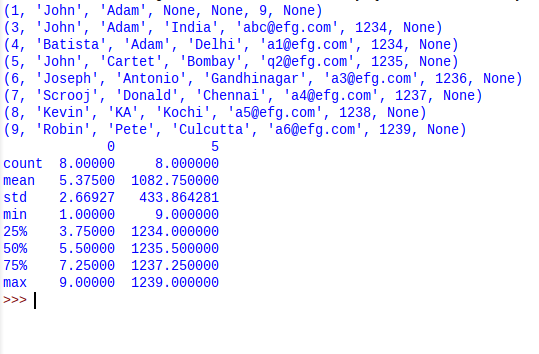 (1, 'John', 'Adam', None, None, 9, None)
(3, 'John', 'Adam', 'India', 'abc@efg.com', 1234, None)
(4, 'Batista', 'Adam', 'Delhi', 'a1@efg.com', 1234, None)
(5, 'John', 'Cartet', 'Bombay', 'q2@efg.com', 1235, None)
(6, 'Joseph', 'Antonio', 'Gandhinagar', 'a3@efg.com', 1236, None)
(7, 'Scrooj', 'Donald', 'Chennai', 'a4@efg.com', 1237, None)
(8, 'Kevin', 'KA', 'Kochi', 'a5@efg.com', 1238, None)
(9, 'Robin', 'Pete', 'Culcutta', 'a6@efg.com', 1239, None)
             0            5
count  8.00000     8.000000
mean   5.37500  1082.750000
std    2.66927   433.864281
min    1.00000     9.000000
25%    3.75000  1234.000000
50%    5.50000  1235.500000
75%    7.25000  1237.250000
max    9.00000  1239.000000
>>>